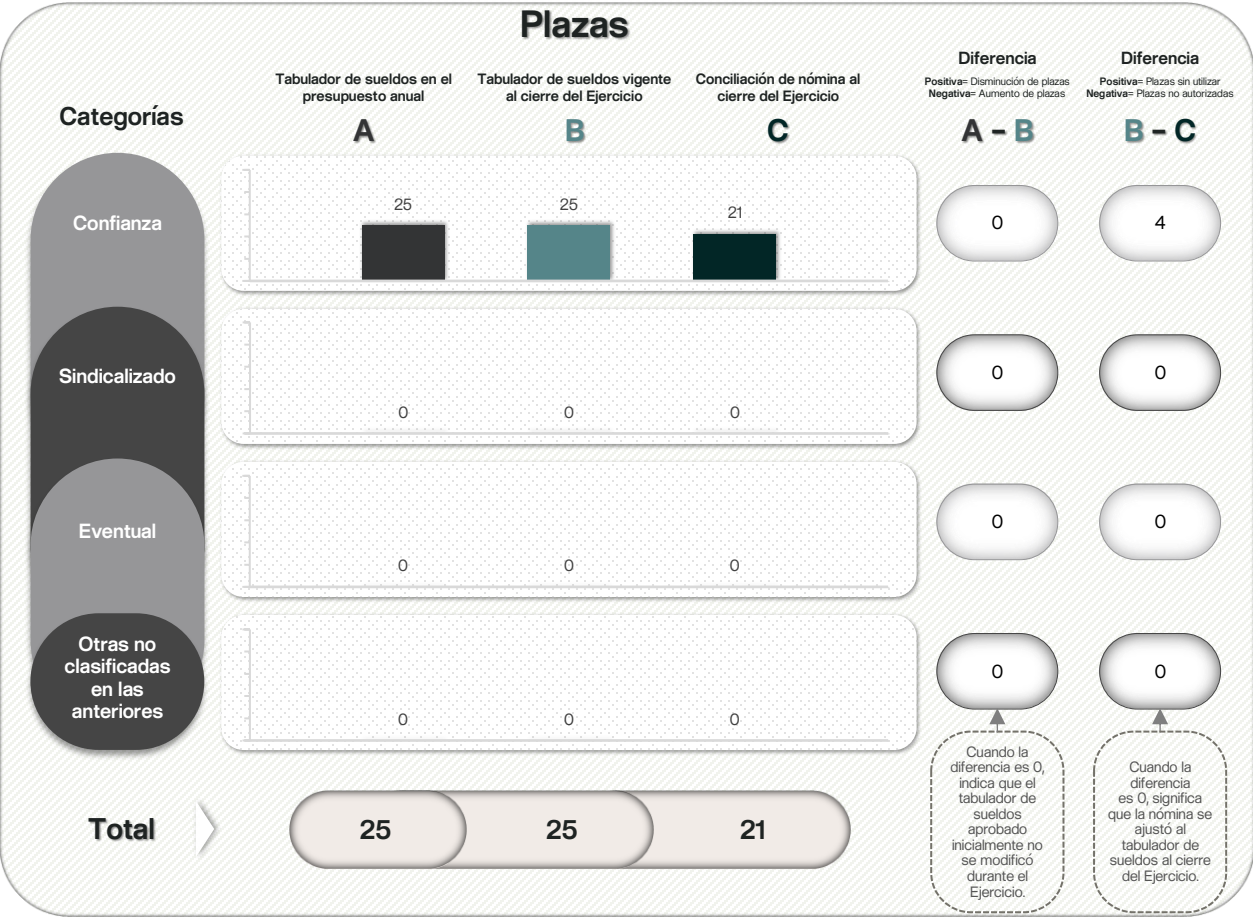 Plazas
Categorías
Tabulador de sueldos en el
presupuesto anual
A
Tabulador de sueldos vigente
al cierre del Ejercicio
B
Conciliación de nómina al
cierre del Ejercicio
C
Diferencia
Positiva= Disminución de plazas
Negativa= Aumento de plazas
A – B
Diferencia
Positiva= Plazas sin utilizar
Negativa= Plazas no autorizadas
B – C
Confianza
25
25
21
0
4
Sindicalizado
0
0
0
0
0
Eventual
0
0
0
0
0
Otras no
clasificadas
en las
anteriores
0
0
0
0
0
Total
25
25
21
Cuando la
diferencia es 0,
indica que el
tabulador de
sueldos
aprobado
inicialmente no
se modificó
durante el
Ejercicio.
Cuando la
diferencia
es 0, significa
que la nómina se
ajustó al
tabulador de
sueldos al cierre
del Ejercicio.